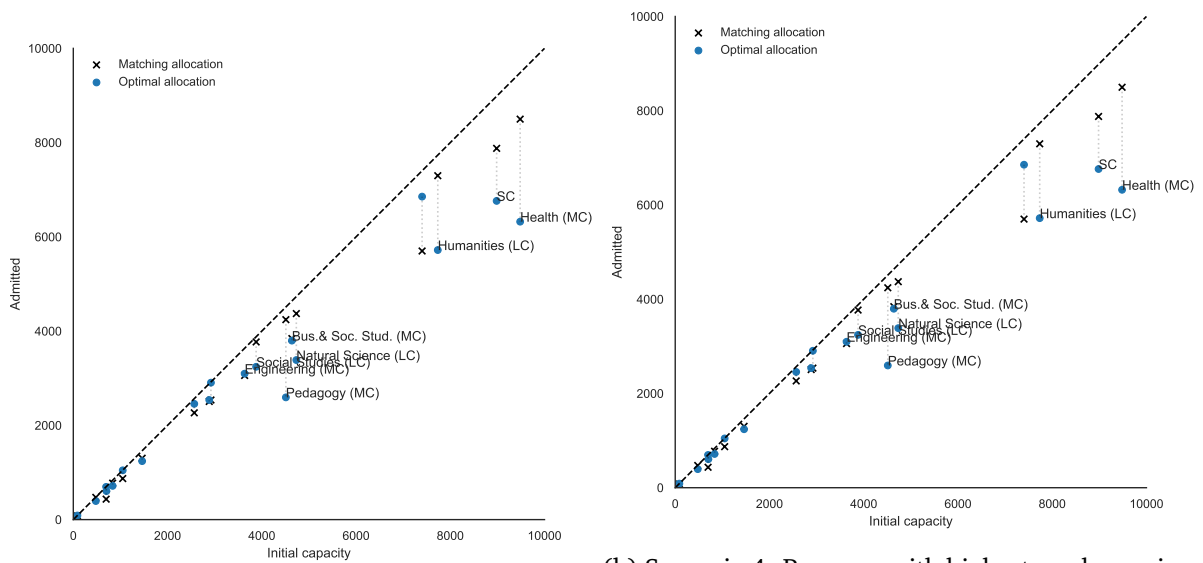 10000
Matching allocation
Optimal allocation
8000
SC
Health (MC)
6000
Humanities (LC)
Admitted
4000
Bus.& Soc. Stud. (MC)
Natural Science (LC)
Social Studies (LC)
Engineering (MC)
Pedagogy (MC)
2000
0
0 2000 4000 6000 8000 10000
Initial capacity
10000
Matching allocation
Optimal allocation
8000
SC
Health (MC)
6000
Humanities (LC)
Admitted
4000
Bus.& Soc. Stud. (MC)
Natural Science (LC)
Social Studies (LC)
Engineering (MC)
Pedagogy (MC)
2000
0
0 2000 4000 6000 8000 10000
Initial capacity